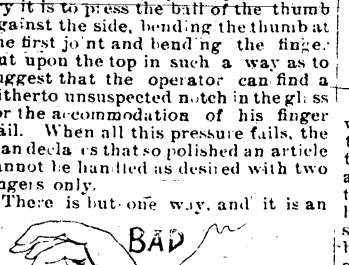 y it is to press the ball of the thumb
against the side, bending the thumb at
he first joint and bending the finger
ut upon the top in such a way as to
uggest that the operator can find a
itherto unsuspected notch in the glass
or the accommodation of his finger
ail. When all this pressure fails, the
an declares that so polished an article
annot be handled as desired with two
ngers only.
There is but one way, and it is an
BAD